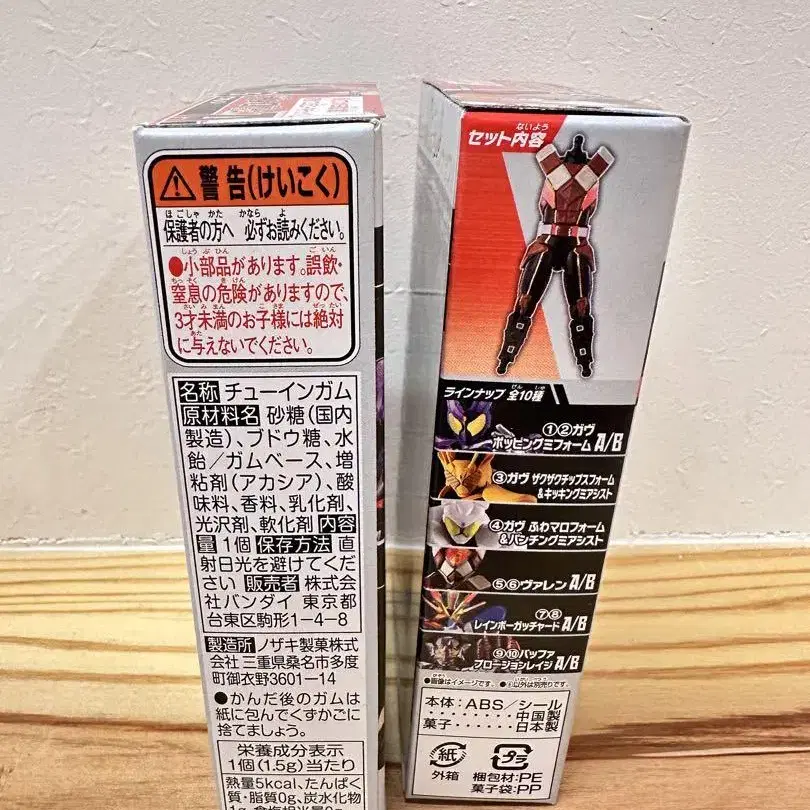 警告(けいこく)
保護者の方へ 必ずお読みください。
●小部品があります。誤飲・
窒息の危険がありますので、
3才未満のお子様には絶対
に与えないでください。
名称 チューインガム
原材料名 砂糖(国内
製造)、ブドウ糖、水
飴/ガムベース、増
粘剤(アカシア)、酸
味料、香料、乳化剤、
光沢剤、軟化剤 内容
量 1個 保存方法 直
射日光を避けてくだ
さい 販売者 株式会
社バンダイ 東京都
台東区駒形1-4-8
製造所 ノザキ製菓株式
会社 三重県桑名市多度
町御衣野3601-14
●かんだ後のガムは
紙に包んでくずかごに
捨てましょう。
栄養成分表示
1個(1.5g)当たり
熱量5kcal、たんぱく
質・脂質0g、炭水化物
セット内容
ラインナップ 全10種
①②ガヴ
ポッピングミフォーム A/B
③ガヴ ザクザクチップスフォーム
&キッキングミアシスト
④ガヴ ふわマロフォーム
&パンチングミアシスト
⑤⑥ヴァレン A/B
⑦⑧
レインボーガッチャード A/B
⑨⑩バッファ
フロージョンレイジ A/B
●画像はイメージです。
本体:ABS/シール
中国製
菓子 日本製
紙
外箱
プラ
梱包材:PE
菓子袋:PP